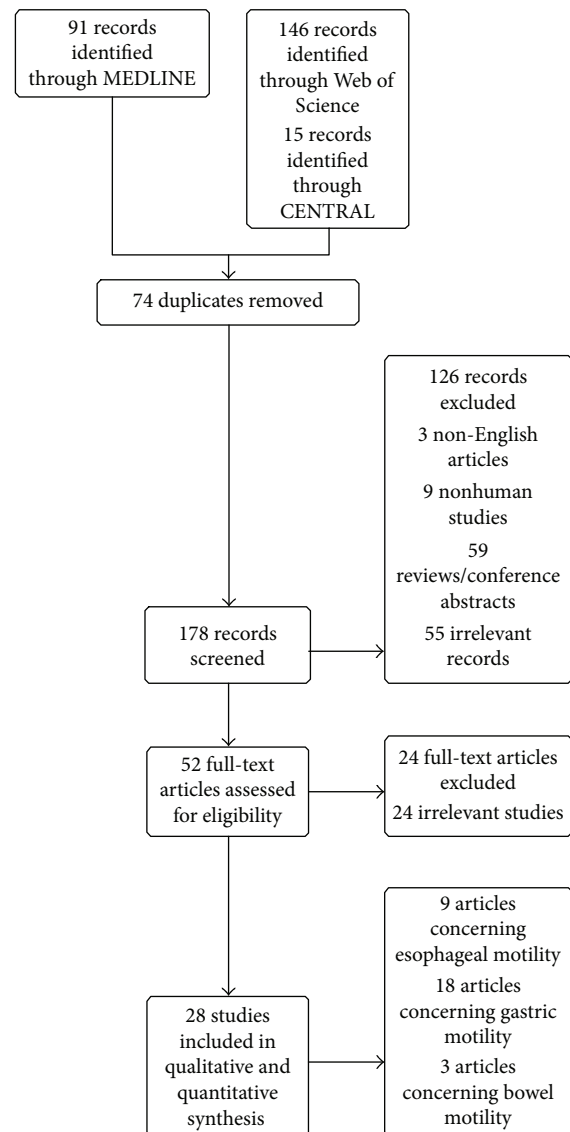 91 records
identified
through MEDLINE
146 records
identified
through Web of
Science
15 records
identified
through
CENTRAL
74 duplicates removed
126 records
excluded
3 non-English
articles
9 nonhuman
studies
59
reviews/conference
abstracts
55 irrelevant
records
178 records
screened
52 full-text
articles assessed
for eligibility
24 full-text articles
excluded
24 irrelevant studies
9 articles
concerning
esophageal motility
18 articles
concerning gastric
motility
3 articles
concerning bowel
motility
28 studies
included in
qualitative and
quantitative
synthesis